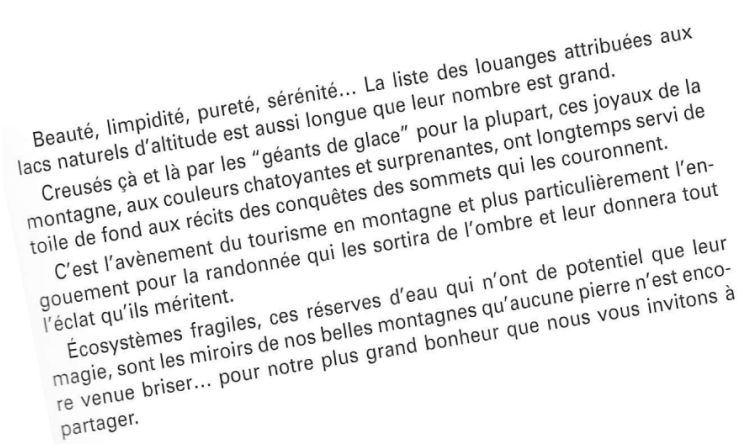 Beauté, limpidité, pureté, sérénité... La liste des louanges attribuées aux
lacs naturels d'altitude est aussi longue que leur nombre est grand.
Creusés çà et là par les "géants de glace" pour la plupart, ces joyaux de la
montagne, aux couleurs chatoyantes et surprenantes, ont longtemps servi de
toile de fond aux récits des conquêtes des sommets qui les couronnent.
C'est l'avènement du tourisme en montagne et plus particulièrement l'en-
gouement pour la randonnée qui les sortira de l'ombre et leur donnera tout
l'éclat qu'ils méritent.
Écosystèmes fragiles, ces réserves d'eau qui n'ont de potentiel que leur
magie, sont les miroirs de nos belles montagnes qu'aucune pierre n'est enco-
re venue briser... pour notre plus grand bonheur que nous vous invitons à
partager.